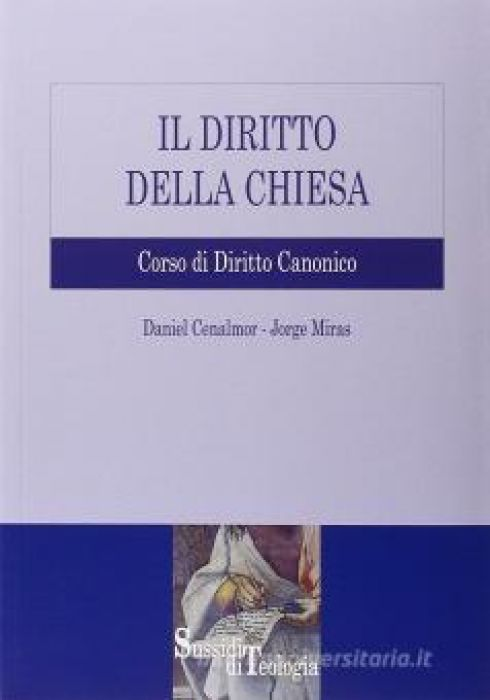 IL DIRITTO
DELLA CHIESA
Corso di Diritto Canonico
Daniel Cenalmor - Jorge Miras
Sussidi
di Teologia